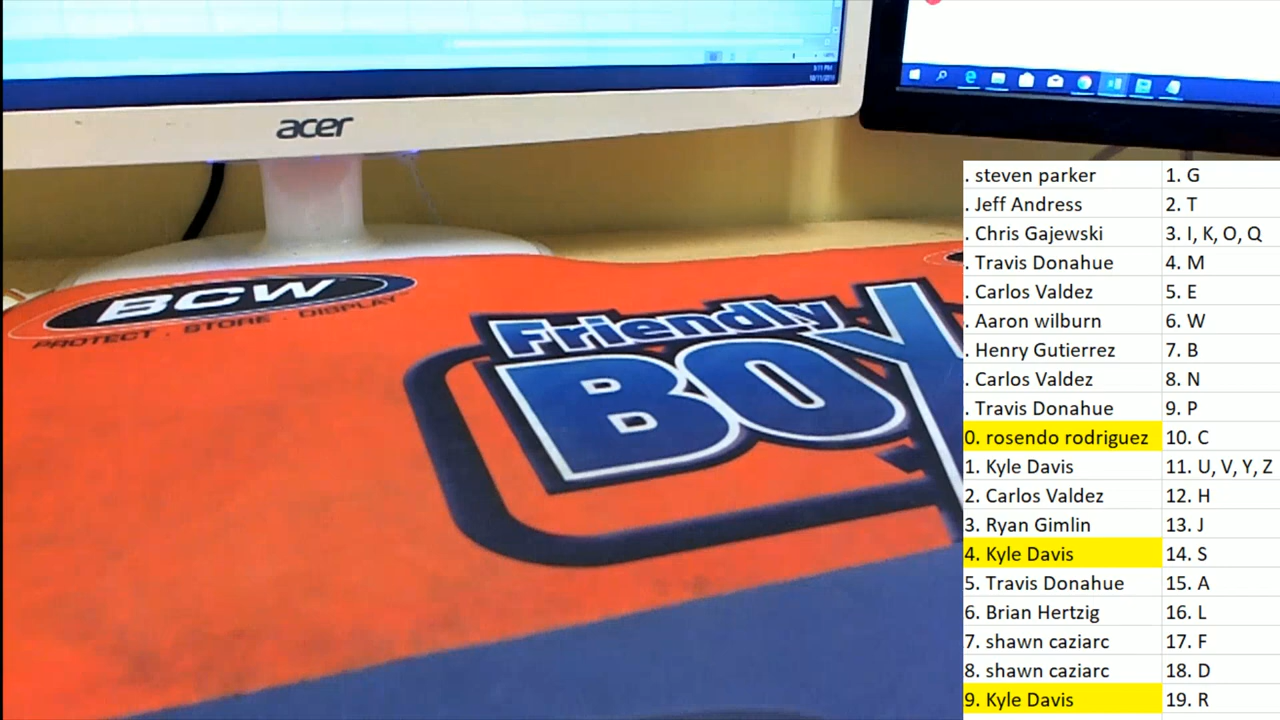 3:11 PM
acer
BCW
PROTECT · STORE · DISPLAY
Friendly
BOY
. steven parker 1. G
. Jeff Andress 2. T
. Chris Gajewski 3. I, K, O, Q
. Travis Donahue 4. M
. Carlos Valdez 5. E
. Aaron wilburn 6. W
. Henry Gutierrez 7. B
. Carlos Valdez 8. N
. Travis Donahue 9. P
0. rosendo rodriguez 10. C
1. Kyle Davis 11. U, V, Y, Z
2. Carlos Valdez 12. H
3. Ryan Gimlin 13. J
4. Kyle Davis 14. S
5. Travis Donahue 15. A
6. Brian Hertzig 16. L
7. shawn caziarc 17. F
8. shawn caziarc 18. D
9. Kyle Davis 19. R